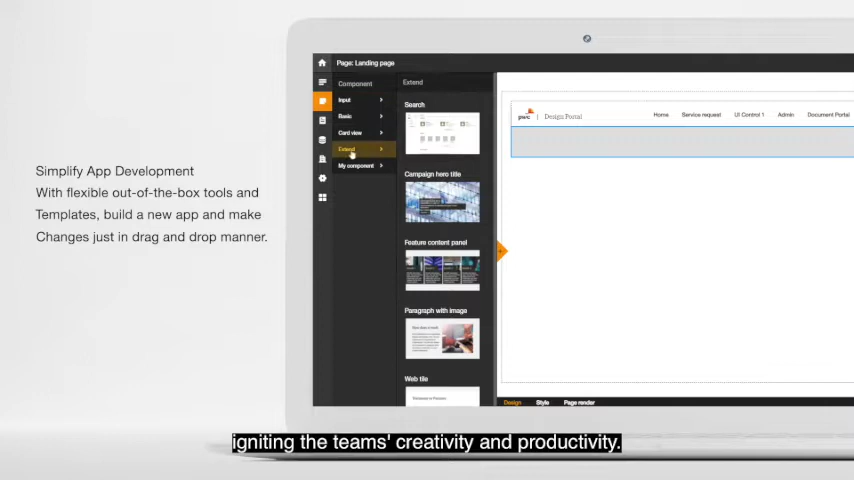 Page: Landing page
Component
Extend
Input
Basic
Card view
Extend
My component
Search
Campaign hero title
Feature content panel
Paragraph with image
Web tile
pwc | Design Portal
Home Service request UI Control 1 Admin Document Portal
Simplify App Development
With flexible out-of-the-box tools and
Templates, build a new app and make
Changes just in drag and drop manner.
Design Style Page render
igniting the teams' creativity and productivity.